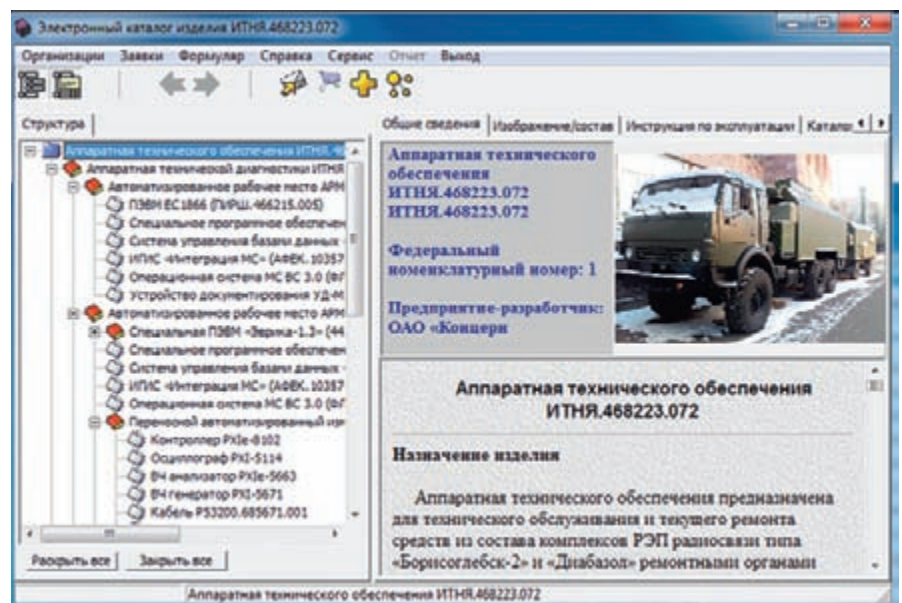 Электронный каталог изделия ИТНЯ.468223.072
Организации Заявки Формуляр Справка Сервис Отчет Выход
Структура
Общие сведения Изображение/состав Инструкция по эксплуатации Катало
Аппаратная технического обеспечения ИТНЯ.46
Аппаратная технической диагностики ИТНЯ
Автоматизированное рабочее место АРМ
ПЭВМ ЕС1866 (ПИРШ.466215.005)
Специальное программное обеспечен
Система управления базами данных -
ИПИС «Интеграция МС» (АФЕК.10357
Операционная система МС ВС 3.0 (ФГ
Устройство документирования УД-М
Автоматизированное рабочее место АРМ
Специальная ПЭВМ «Зерика-1.3» (44
Специальное программное обеспечен
Система управления базами данных -
ИПИС «Интеграция МС» (АФЕК.10357
Операционная система МС ВС 3.0 (ФГ
Переносной автоматизированный изм
Контроллер PXIe-8102
Осциллограф PXI-5114
ВЧ анализатор PXIe-5663
ВЧ генератор PXI-5671
Кабель РS3200.685671.001
Раскрыть все Закрыть все
Аппаратная технического
обеспечения
ИТНЯ.468223.072
ИТНЯ.468223.072
Федеральный
номенклатурный номер: 1
Предприятие-разработчик:
ОАО «Концерн
Аппаратная технического обеспечения
ИТНЯ.468223.072
Назначение изделия
Аппаратная технического обеспечения предназначена
для технического обслуживания и текущего ремонта
средств из состава комплексов РЭП радиосвязи типа
«Борисоглебск-2» и «Диабазол» ремонтными органами
Аппаратная технического обеспечения ИТНЯ.468223.072